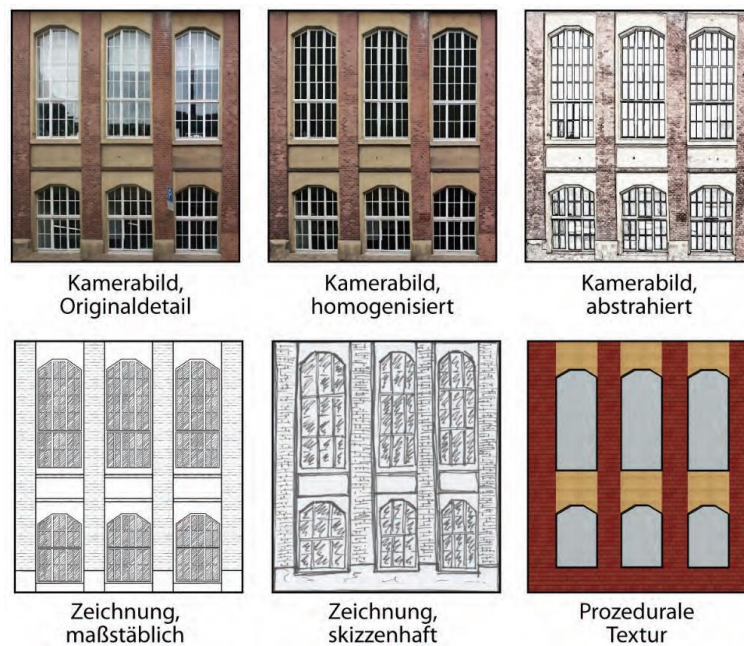 Kamerabild,
Originaldetail
Kamerabild,
homogenisiert
Kamerabild,
abstrahiert
Zeichnung,
maßstäblich
Zeichnung,
skizzenhaft
Prozedurale
Textur